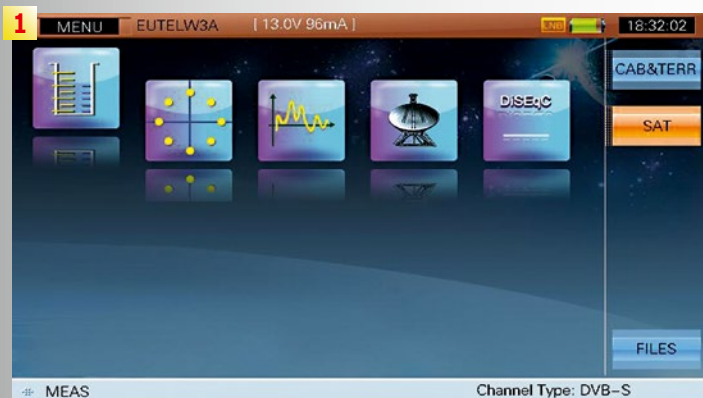 1
MENU EUTELW3A [ 13.0V 96mA ] LNB 18:32:02
CAB&TERR
DiSEqC
SAT
FILES
MEAS Channel Type: DVB-S